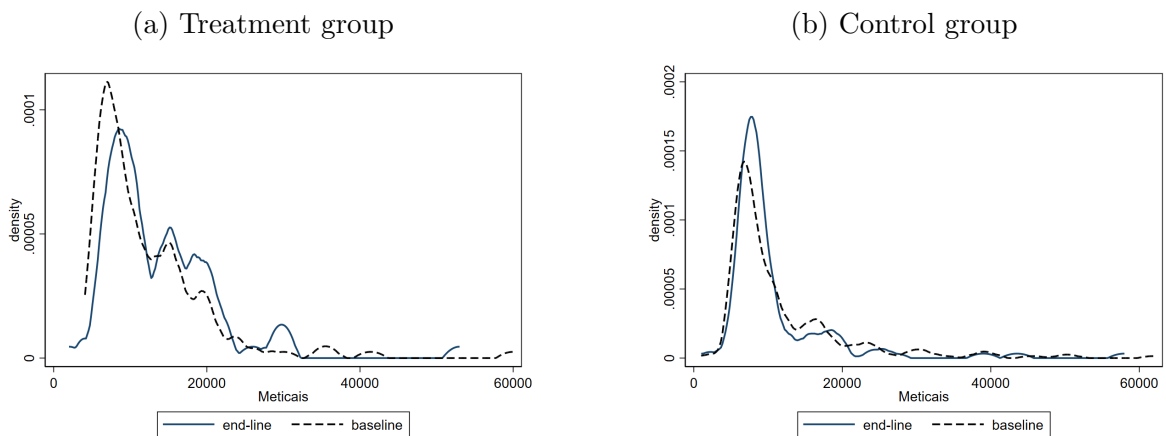 (a) Treatment group
.0001
.00005
0
density
0 20000 40000 60000
Meticais
end-line baseline
(b) Control group
.0002
.00015
.0001
.00005
0
density
0 20000 40000 60000
Meticais
end-line baseline